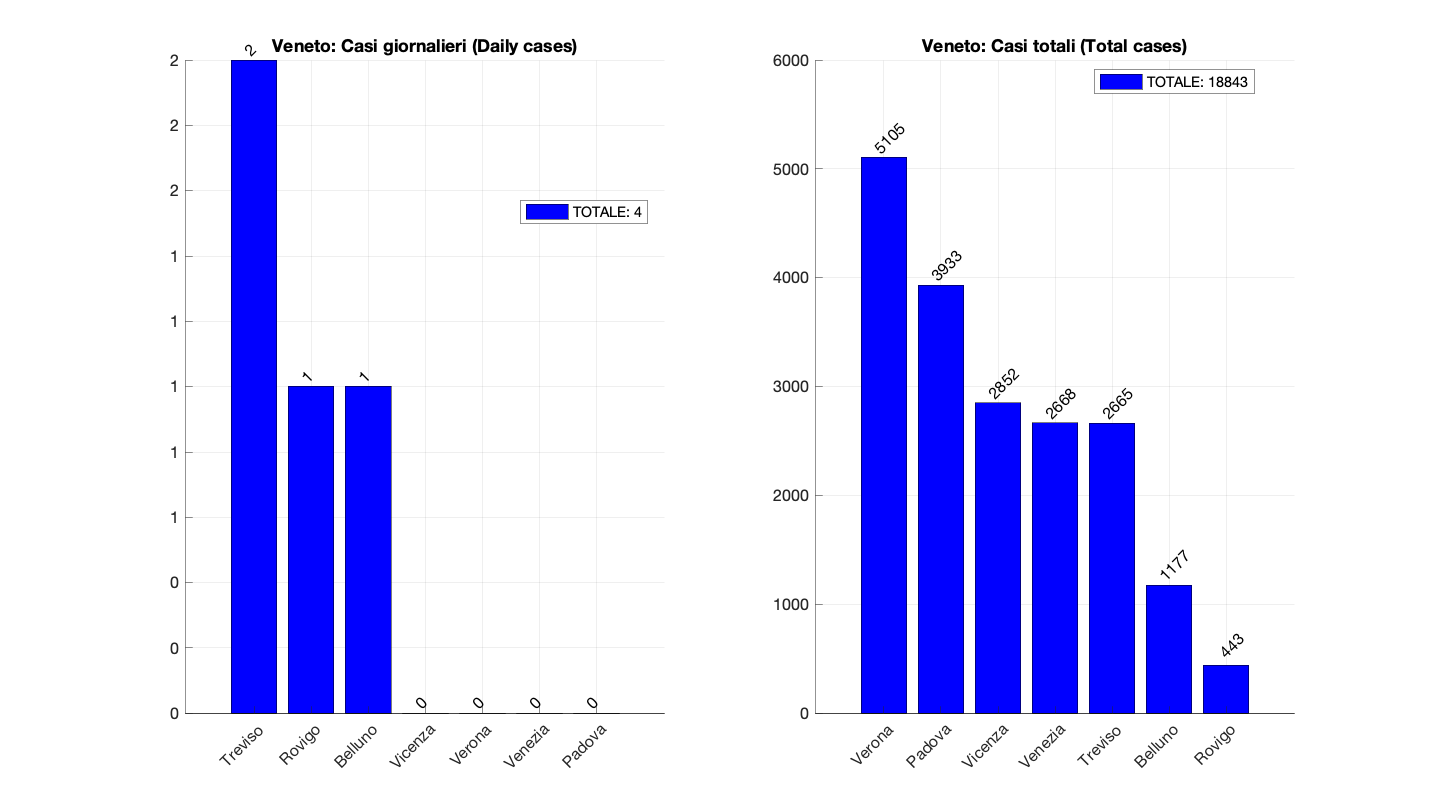 Veneto: Casi giornalieri (Daily cases)
2
2
2
2
1
1
1
1
1
0
0
0
2
1
1
0
0
0
0
TOTALE: 4
Treviso
Rovigo
Belluno
Vicenza
Verona
Venezia
Padova
Veneto: Casi totali (Total cases)
6000
5000
4000
3000
2000
1000
0
TOTALE: 18843
5105
3933
2852
2668
2665
1177
443
Verona
Padova
Vicenza
Venezia
Treviso
Belluno
Rovigo